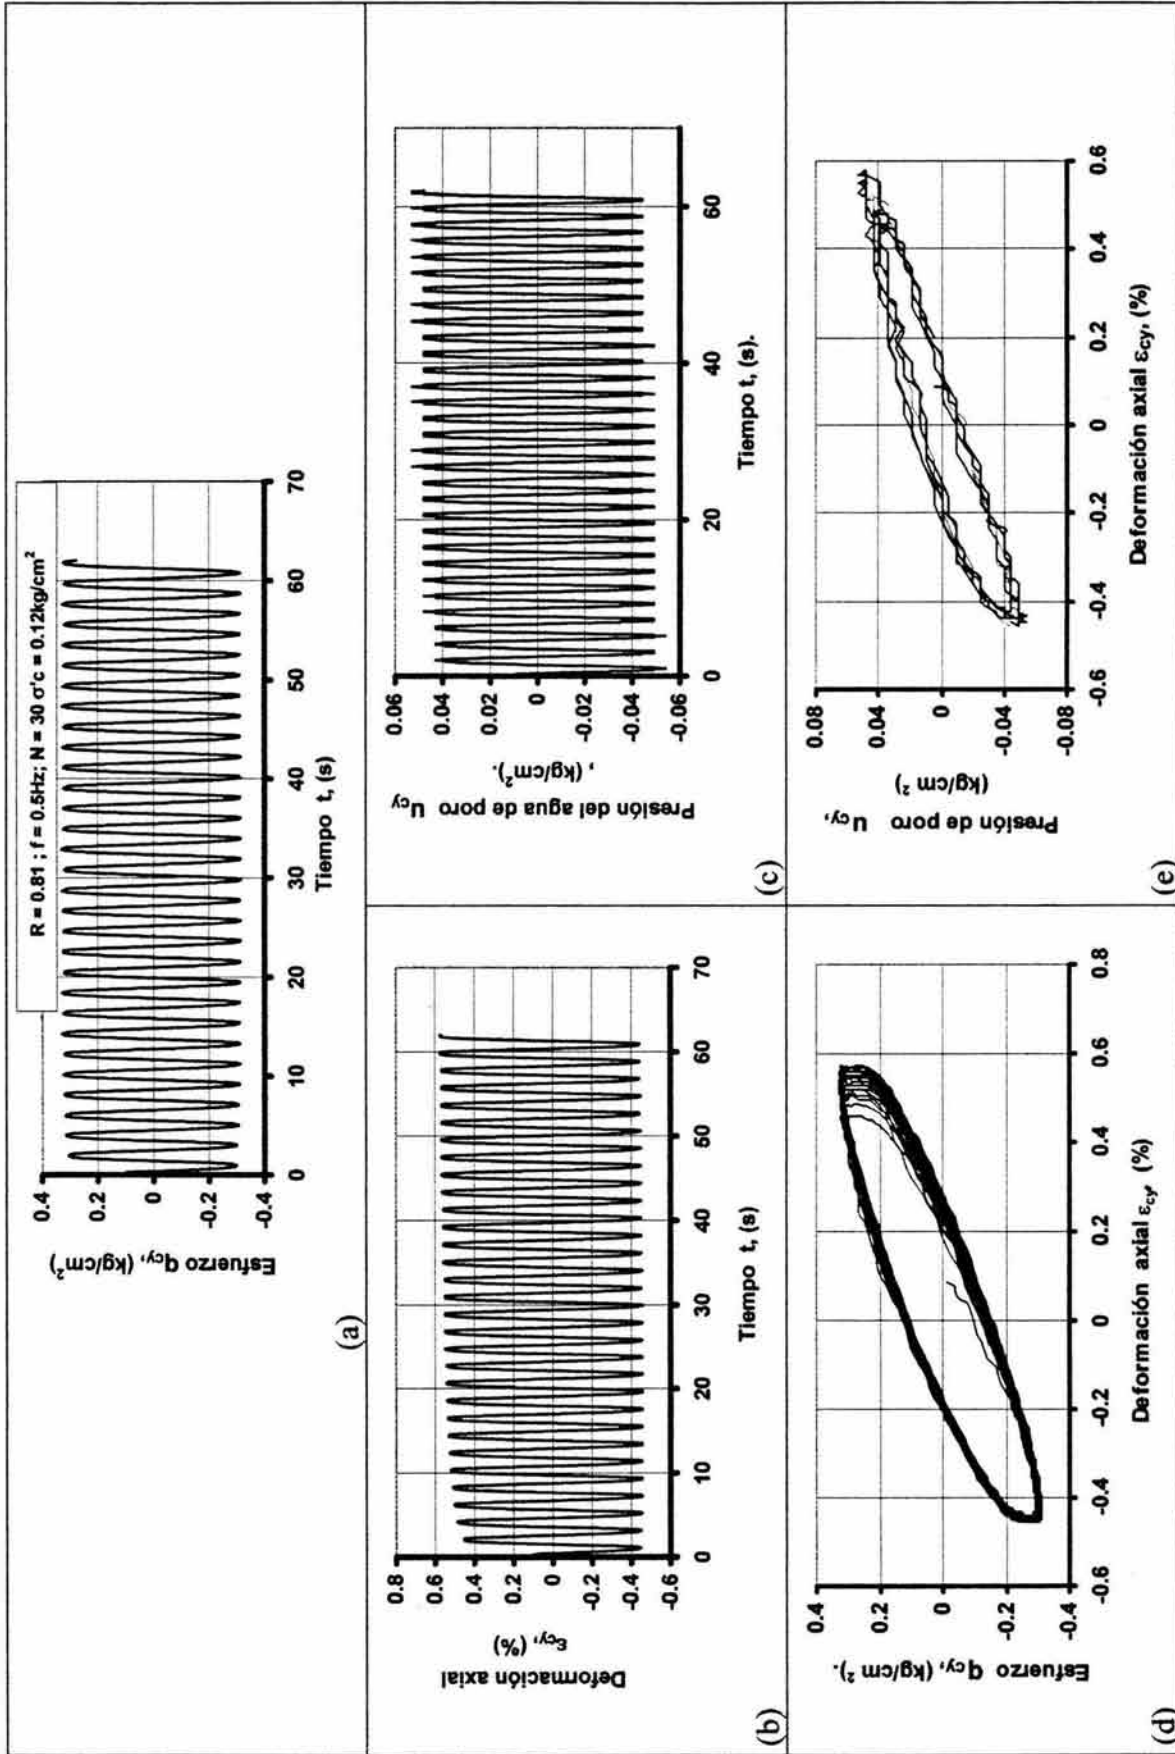 R = 0.81 ; f = 0.5Hz; N = 30 σ'c = 0.12kg/cm²
Esfuerzo q_cy, (kg/cm²)
0.4
0.2
0
-0.2
-0.4
0 10 20 30 40 50 60 70
Tiempo t, (s)
(a)
Deformación axial
ε_cy, (%)
0.8
0.6
0.4
0.2
0
-0.2
-0.4
-0.6
0 10 20 30 40 50 60 70
Tiempo t, (s)
(b)
Presión del agua de poro U_cy
, (kg/cm²).
0.06
0.04
0.02
0
-0.02
-0.04
-0.06
0 20 40 60
Tiempo t, (s).
(c)
Esfuerzo q_cy, (kg/cm²).
0.4
0.2
0
-0.2
-0.4
-0.6 -0.4 -0.2 0 0.2 0.4 0.6 0.8
Deformación axial ε_cy, (%)
(d)
Presión de poro U_cy,
(kg/cm²)
0.08
0.04
0
-0.04
-0.08
-0.6 -0.4 -0.2 0 0.2 0.4 0.6
Deformación axial ε_cy, (%)
(e)